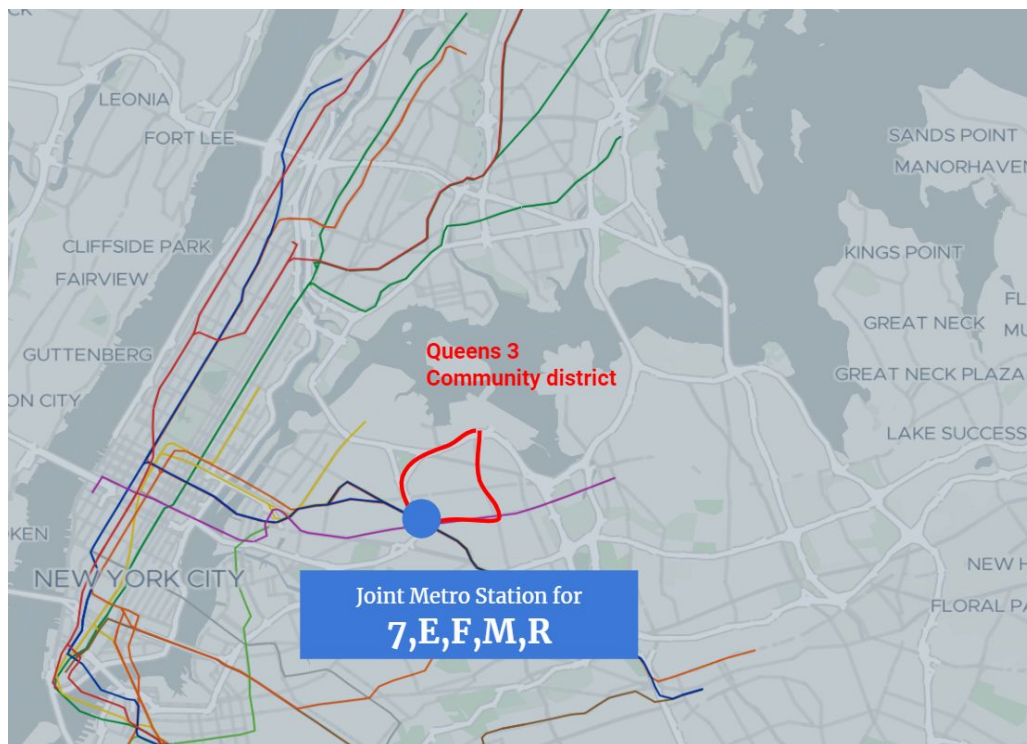 CK
LEONIA
FORT LEE
SANDS POINT
MANORHAVEN
CLIFFSIDE PARK
FAIRVIEW
KINGS POINT
FL
GREAT NECK
MU
GUTTENBERG
Queens 3
Community district
GREAT NECK PLAZA
ON CITY
LAKE SUCCESS
OKEN
NEW YORK CITY
NEW H
Joint Metro Station for
7,E,F,M,R
FLORAL PA